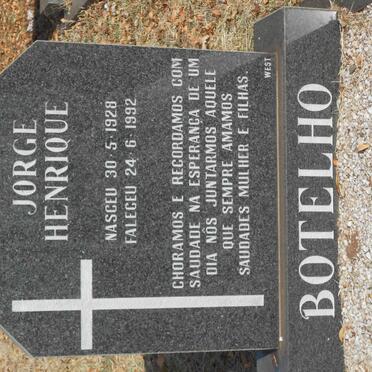 JORGE
HENRIQUE
NASCEU 30·5·1928
FALECEU 24·6·1992
CHORAMOS E RECORDAMOS COM
SAUDADE NA ESPERANÇA DE UM
DIA NÓS JUNTARMOS AQUELE
QUE SEMPRE AMAMOS
SAUDADES MULHER E FILHAS.
WEST
BOTELHO